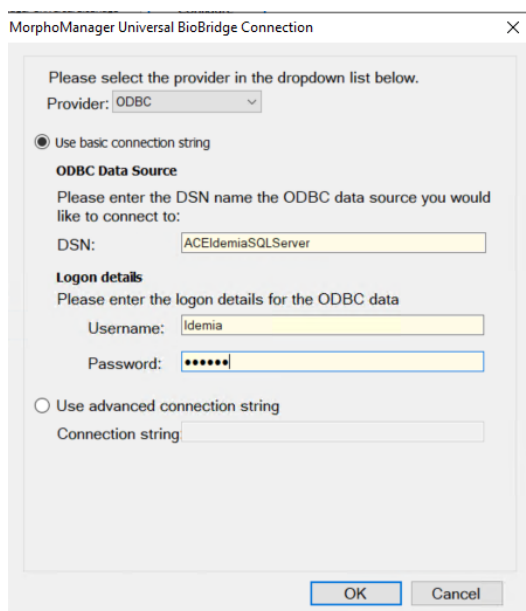 MorphoManager Universal BioBridge Connection
Please select the provider in the dropdown list below.
Provider: ODBC
Use basic connection string
ODBC Data Source
Please enter the DSN name the ODBC data source you would
like to connect to:
DSN: ACEIdemiaSQLServer
Logon details
Please enter the logon details for the ODBC data
Username: Idemia
Password: ●●●●●●
Use advanced connection string
Connection string
OK Cancel